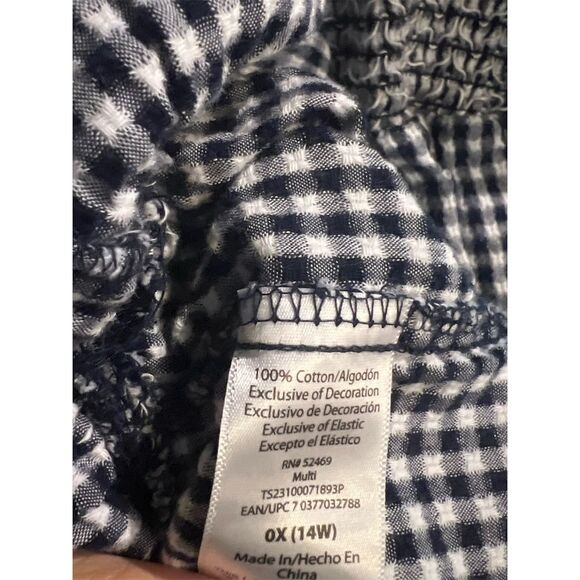 100% Cotton/Algodón
Exclusive of Decoration
Exclusivo de Decoración
Exclusive of Elastic
Excepto el Elástico
RN# 52469
Multi
TS23100071893P
EAN/UPC 7 0377032788
0X (14W)
Made In/Hecho En
China